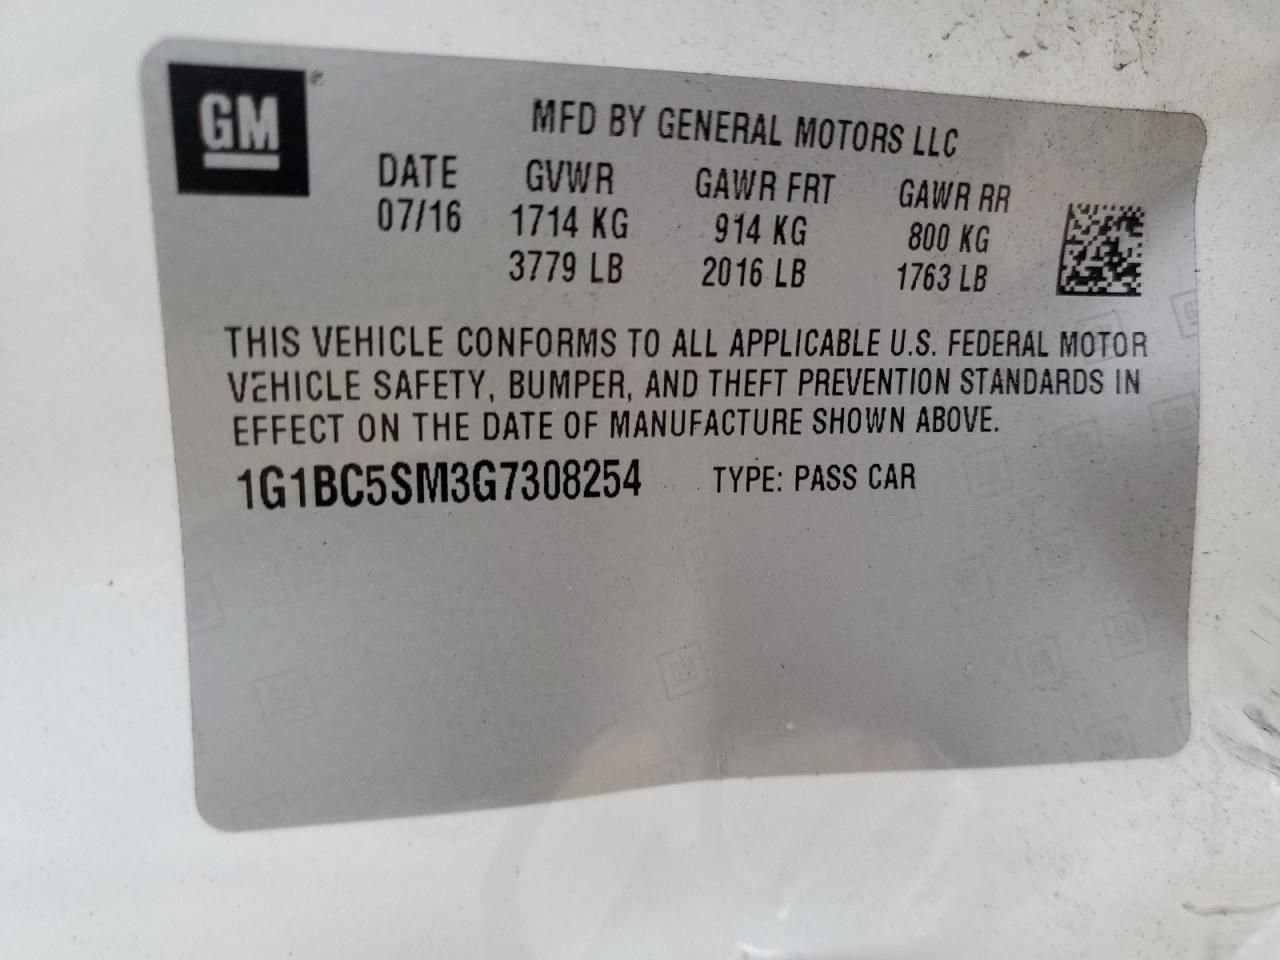 GM®
MFD BY GENERAL MOTORS LLC
DATE GVWR GAWR FRT GAWR RR
07/16 1714 KG 914 KG 800 KG
3779 LB 2016 LB 1763 LB
THIS VEHICLE CONFORMS TO ALL APPLICABLE U.S. FEDERAL MOTOR
VEHICLE SAFETY, BUMPER, AND THEFT PREVENTION STANDARDS IN
EFFECT ON THE DATE OF MANUFACTURE SHOWN ABOVE.
1G1BC5SM3G7308254 TYPE: PASS CAR